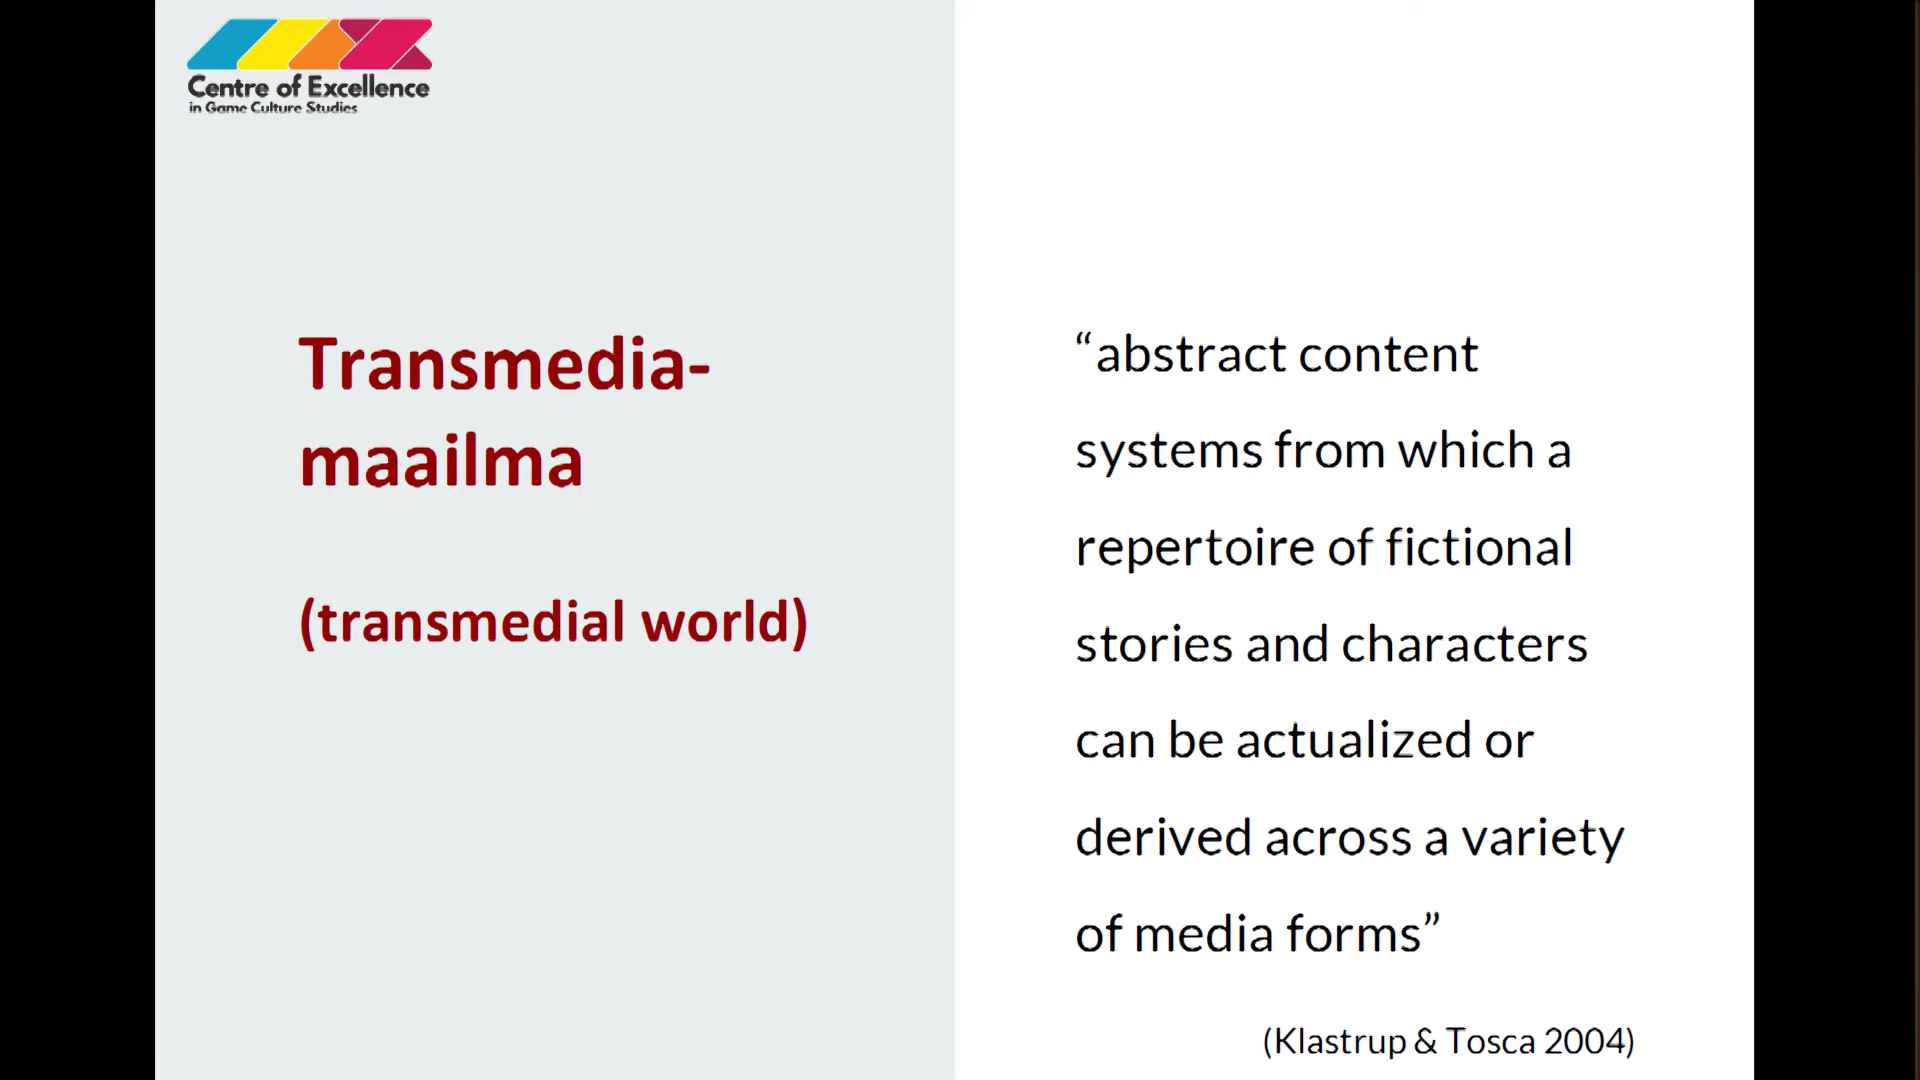 Centre of Excellence
in Game Culture Studies
Transmedia-
maailma
(transmedial world)
“abstract content
systems from which a
repertoire of fictional
stories and characters
can be actualized or
derived across a variety
of media forms”
(Klastrup & Tosca 2004)